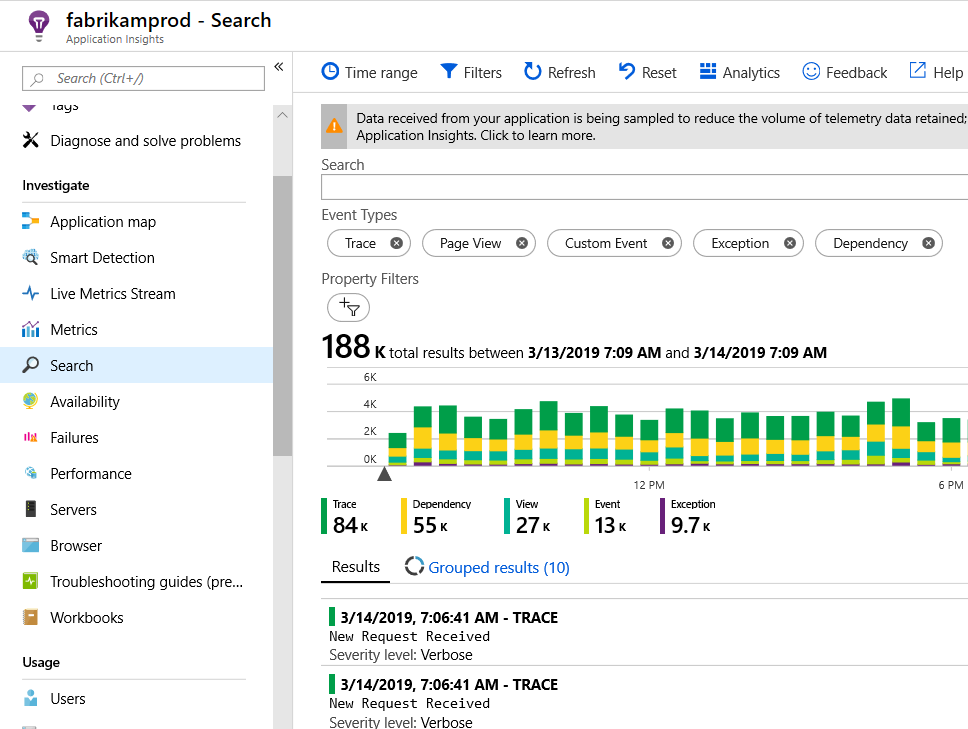 fabrikamprod - Search
Application Insights
Search (Ctrl+/)
«
Tags
Diagnose and solve problems
Investigate
Application map
Smart Detection
Live Metrics Stream
Metrics
Search
Availability
Failures
Performance
Servers
Browser
Troubleshooting guides (pre...
Workbooks
Usage
Users
Time range
Filters
Refresh
Reset
Analytics
Feedback
Help
Data received from your application is being sampled to reduce the volume of telemetry data retained;
Application Insights. Click to learn more.
Search
Event Types
Trace
Page View
Custom Event
Exception
Dependency
Property Filters
188 K total results between 3/13/2019 7:09 AM and 3/14/2019 7:09 AM
6K
4K
2K
0K
12 PM
6 PM
Trace
84 K
Dependency
55 K
View
27 K
Event
13 K
Exception
9.7 K
Results
Grouped results (10)
3/14/2019, 7:06:41 AM - TRACE
New Request Received
Severity level: Verbose
3/14/2019, 7:06:41 AM - TRACE
New Request Received
Severity level: Verbose